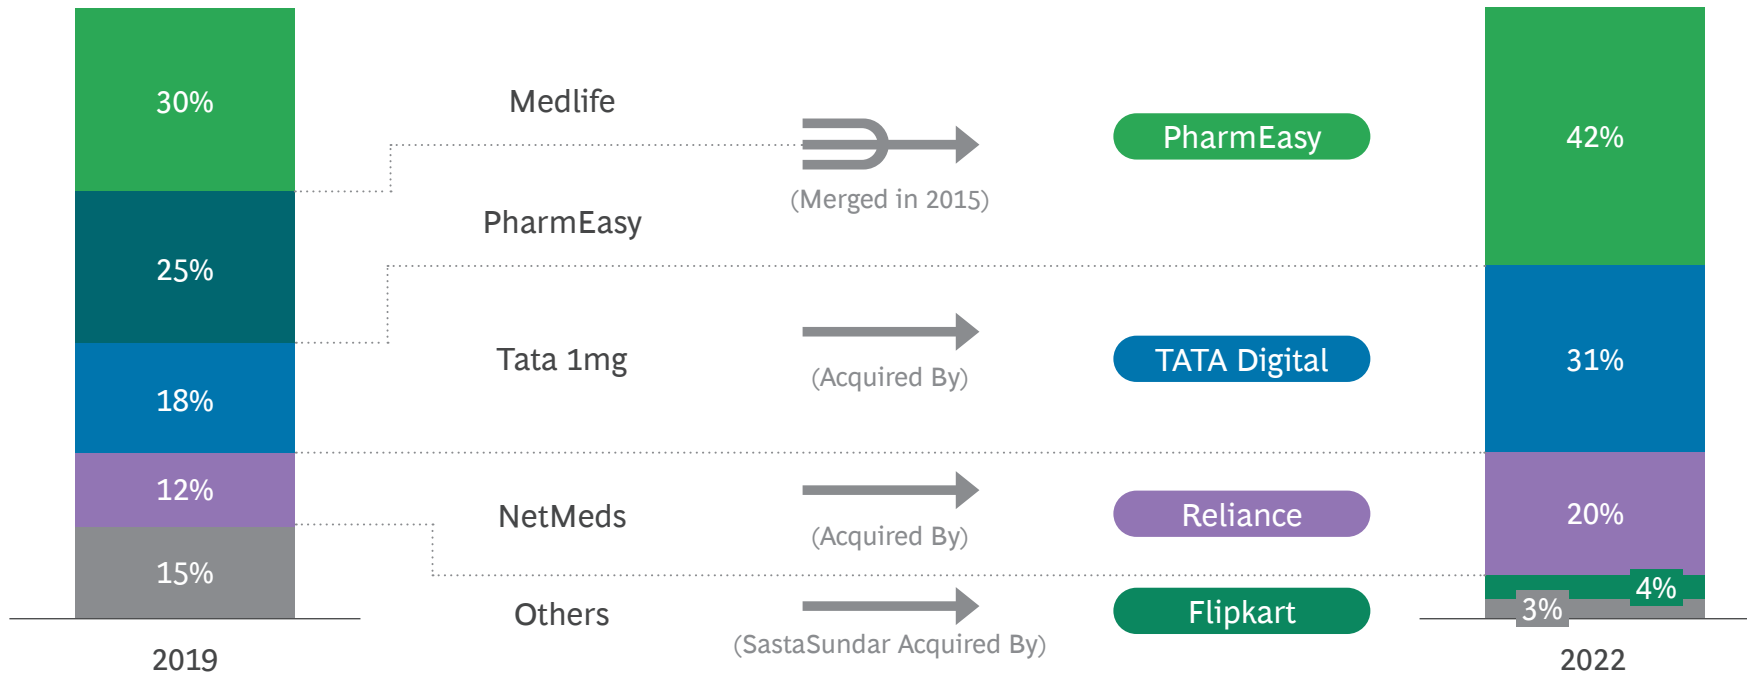 30%
25%
18%
12%
15%
2019
Medlife
PharmEasy
Tata 1mg
NetMeds
Others
(Merged in 2015)
(Acquired By)
(Acquired By)
(SastaSundar Acquired By)
PharmEasy
TATA Digital
Reliance
Flipkart
42%
31%
20%
4%
3%
2022